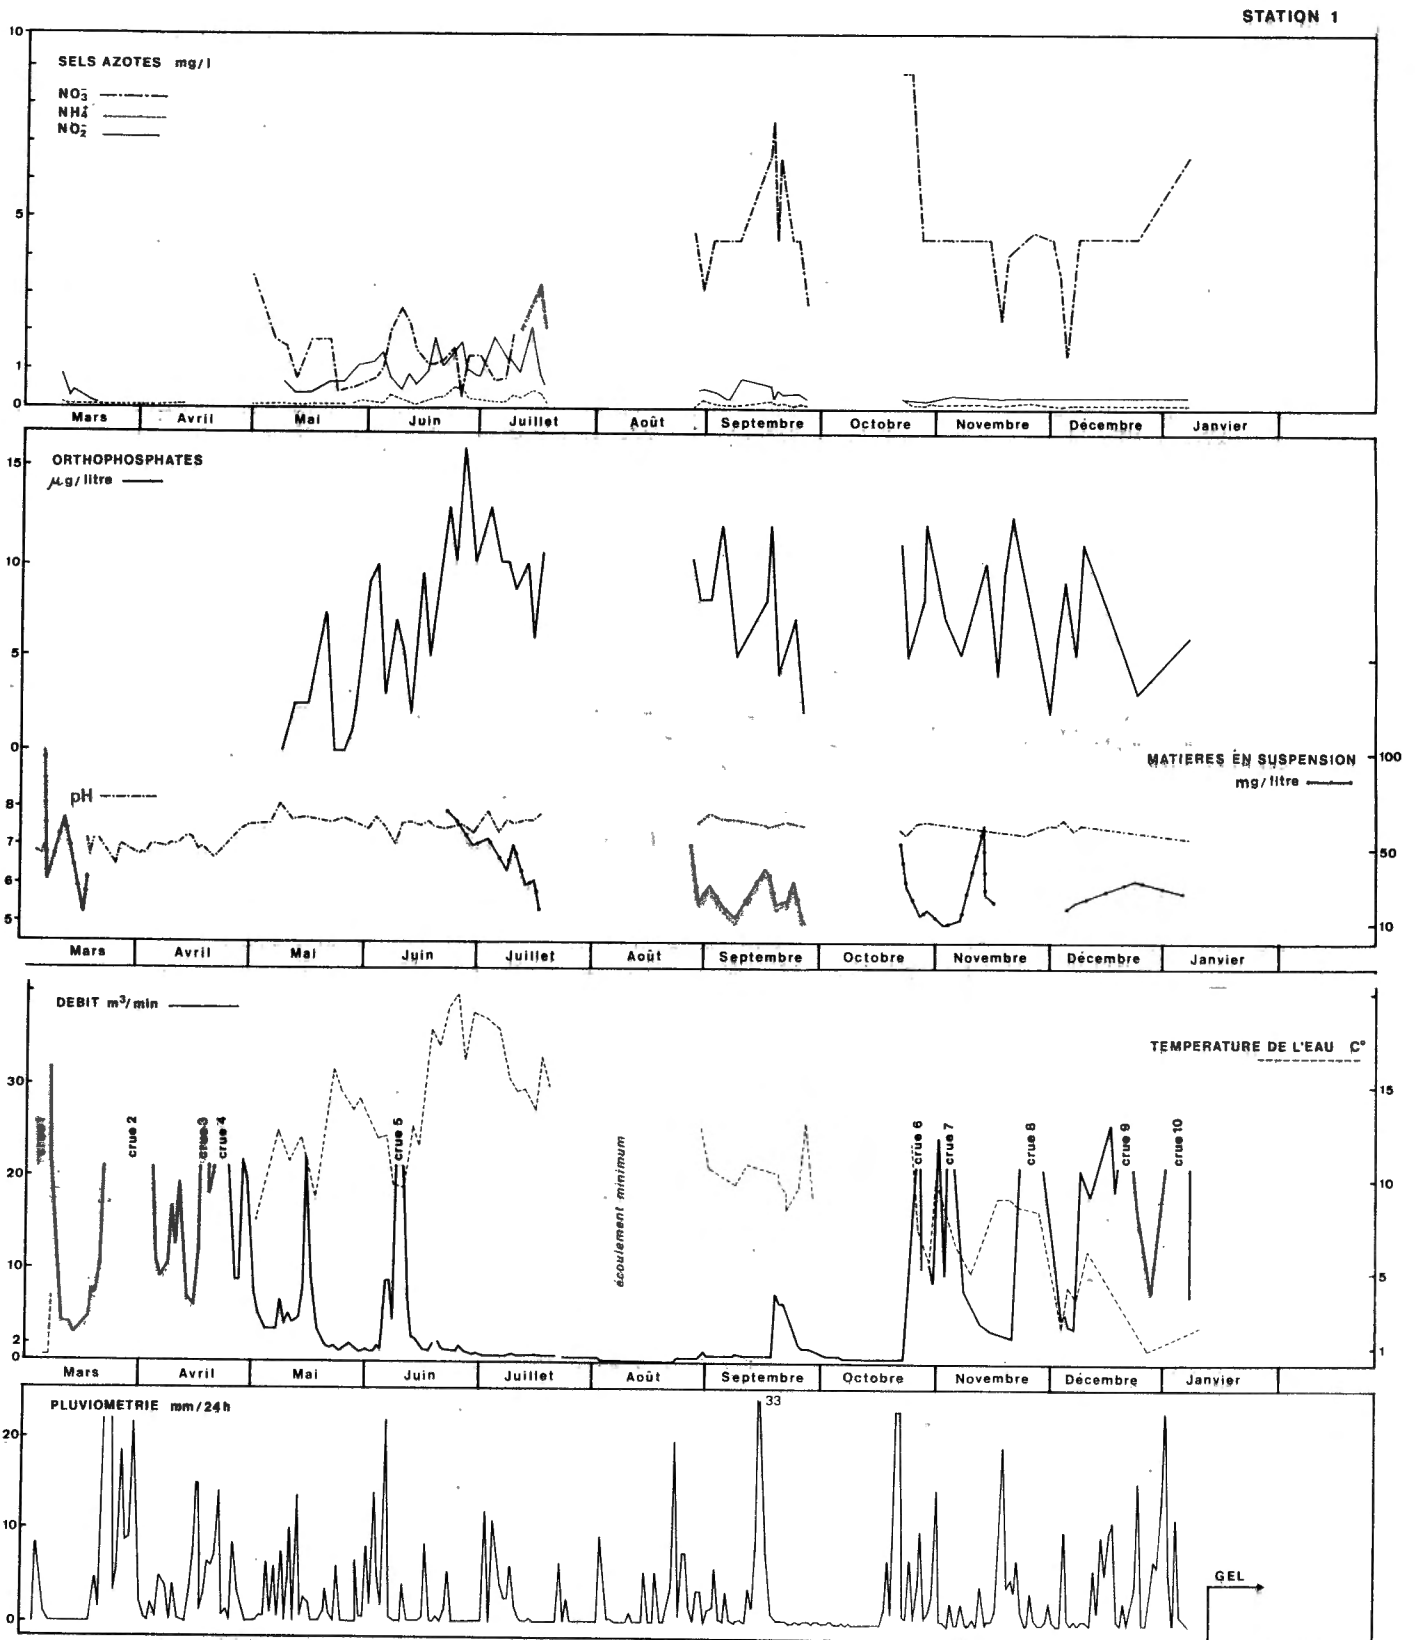 STATION 1
10
SELS AZOTES mg/l
NO₃⁻
NH₄⁺
NO₂⁻
5
1
0
Mars Avril Mai Juin Juillet Août Septembre Octobre Novembre Décembre Janvier
ORTHOPHOSPHATES
µg/litre
15
10
5
0
MATIERES EN SUSPENSION
mg/litre
100
50
10
pH
8
7
6
5
Mars Avril Mai Juin Juillet Août Septembre Octobre Novembre Décembre Janvier
DEBIT m³/min
TEMPERATURE DE L'EAU C°
30
20
10
2
0
15
10
5
1
crue 2
crue 3
crue 4
crue 5
écoulement minimum
crue 6
crue 7
crue 8
crue 9
crue 10
Mars Avril Mai Juin Juillet Août Septembre Octobre Novembre Décembre Janvier
PLUVIOMETRIE mm/24h
33
20
10
0
GEL